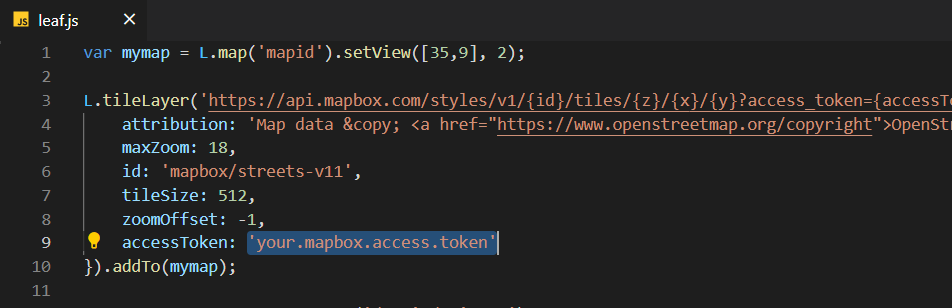 JS leaf.js ×
1 var mymap = L.map('mapid').setView([35,9], 2);
2
3 L.tileLayer('https://api.mapbox.com/styles/v1/{id}/tiles/{z}/{x}/{y}?access_token={accessT
4 attribution: 'Map data &copy; <a href="https://www.openstreetmap.org/copyright">OpenStr
5 maxZoom: 18,
6 id: 'mapbox/streets-v11',
7 tileSize: 512,
8 zoomOffset: -1,
9 accessToken: 'your.mapbox.access.token'
10 }).addTo(mymap);
11